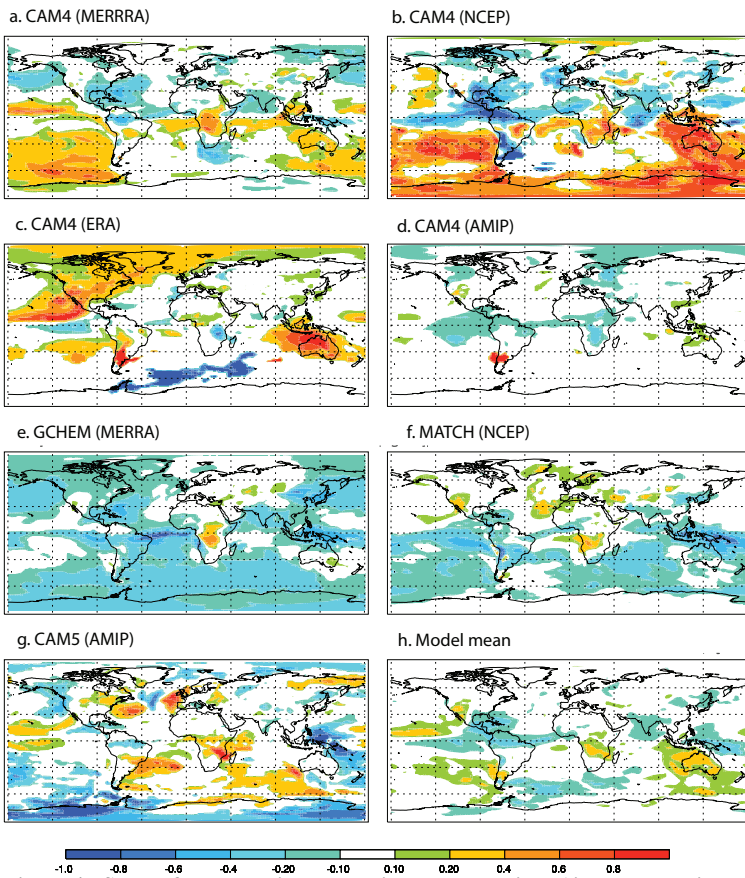 a. CAM4 (MERRRA)
b. CAM4 (NCEP)
c. CAM4 (ERA)
d. CAM4 (AMIP)
e. GCHEM (MERRA)
f. MATCH (NCEP)
g. CAM5 (AMIP)
h. Model mean
-1.0 -0.8 -0.6 -0.4 -0.2 -0.10 0.10 0.20 0.4 0.6 0.8